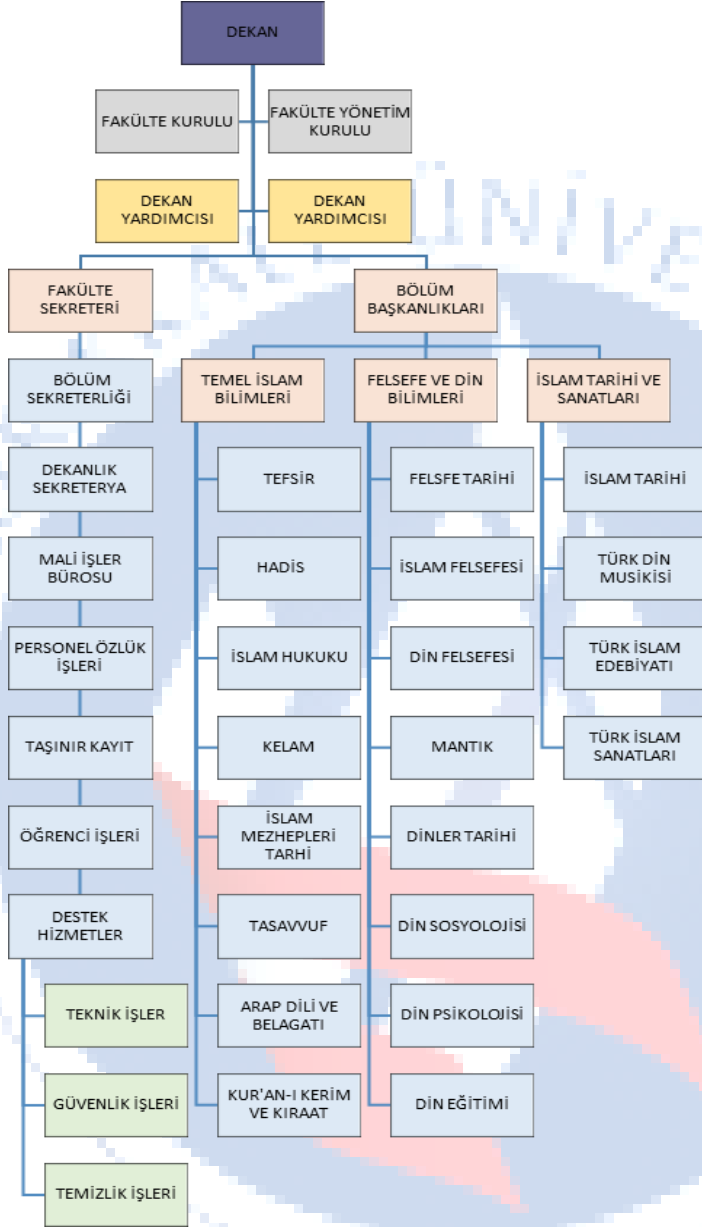 DEKAN
FAKÜLTE KURULU
FAKÜLTE YÖNETİM
KURULU
DEKAN
YARDIMCISI
DEKAN
YARDIMCISI
FAKÜLTE
SEKRETERİ
BÖLÜM
BAŞKANLIKLARI
BÖLÜM
SEKRETERLİĞİ
DEKANLIK
SEKRETERYA
MALİ İŞLER
BÜROSU
PERSONEL ÖZLÜK
İŞLERİ
TAŞINIR KAYIT
ÖĞRENCİ İŞLERİ
DESTEK
HİZMETLER
TEKNİK İŞLER
GÜVENLİK İŞLERİ
TEMİZLİK İŞLERİ
TEMEL İSLAM
BİLİMLERİ
TEFSİR
HADİS
İSLAM HUKUKU
KELAM
İSLAM
MEZHEPLERİ
TARHİ
TASAVVUF
ARAP DİLİ VE
BELAGATI
KUR'AN-I KERİM
VE KIRAAT
FELSEFE VE DİN
BİLİMLERİ
FELSFE TARİHİ
İSLAM FELSEFESİ
DİN FELSEFESİ
MANTIK
DİNLER TARİHİ
DİN SOSYOLOJİSİ
DİN PSİKOLOJİSİ
DİN EĞİTİMİ
İSLAM TARİHİ VE
SANATLARI
İSLAM TARİHİ
TÜRK DİN
MUSIKİSI
TÜRK İSLAM
EDEBİYATI
TÜRK İSLAM
SANATLARI